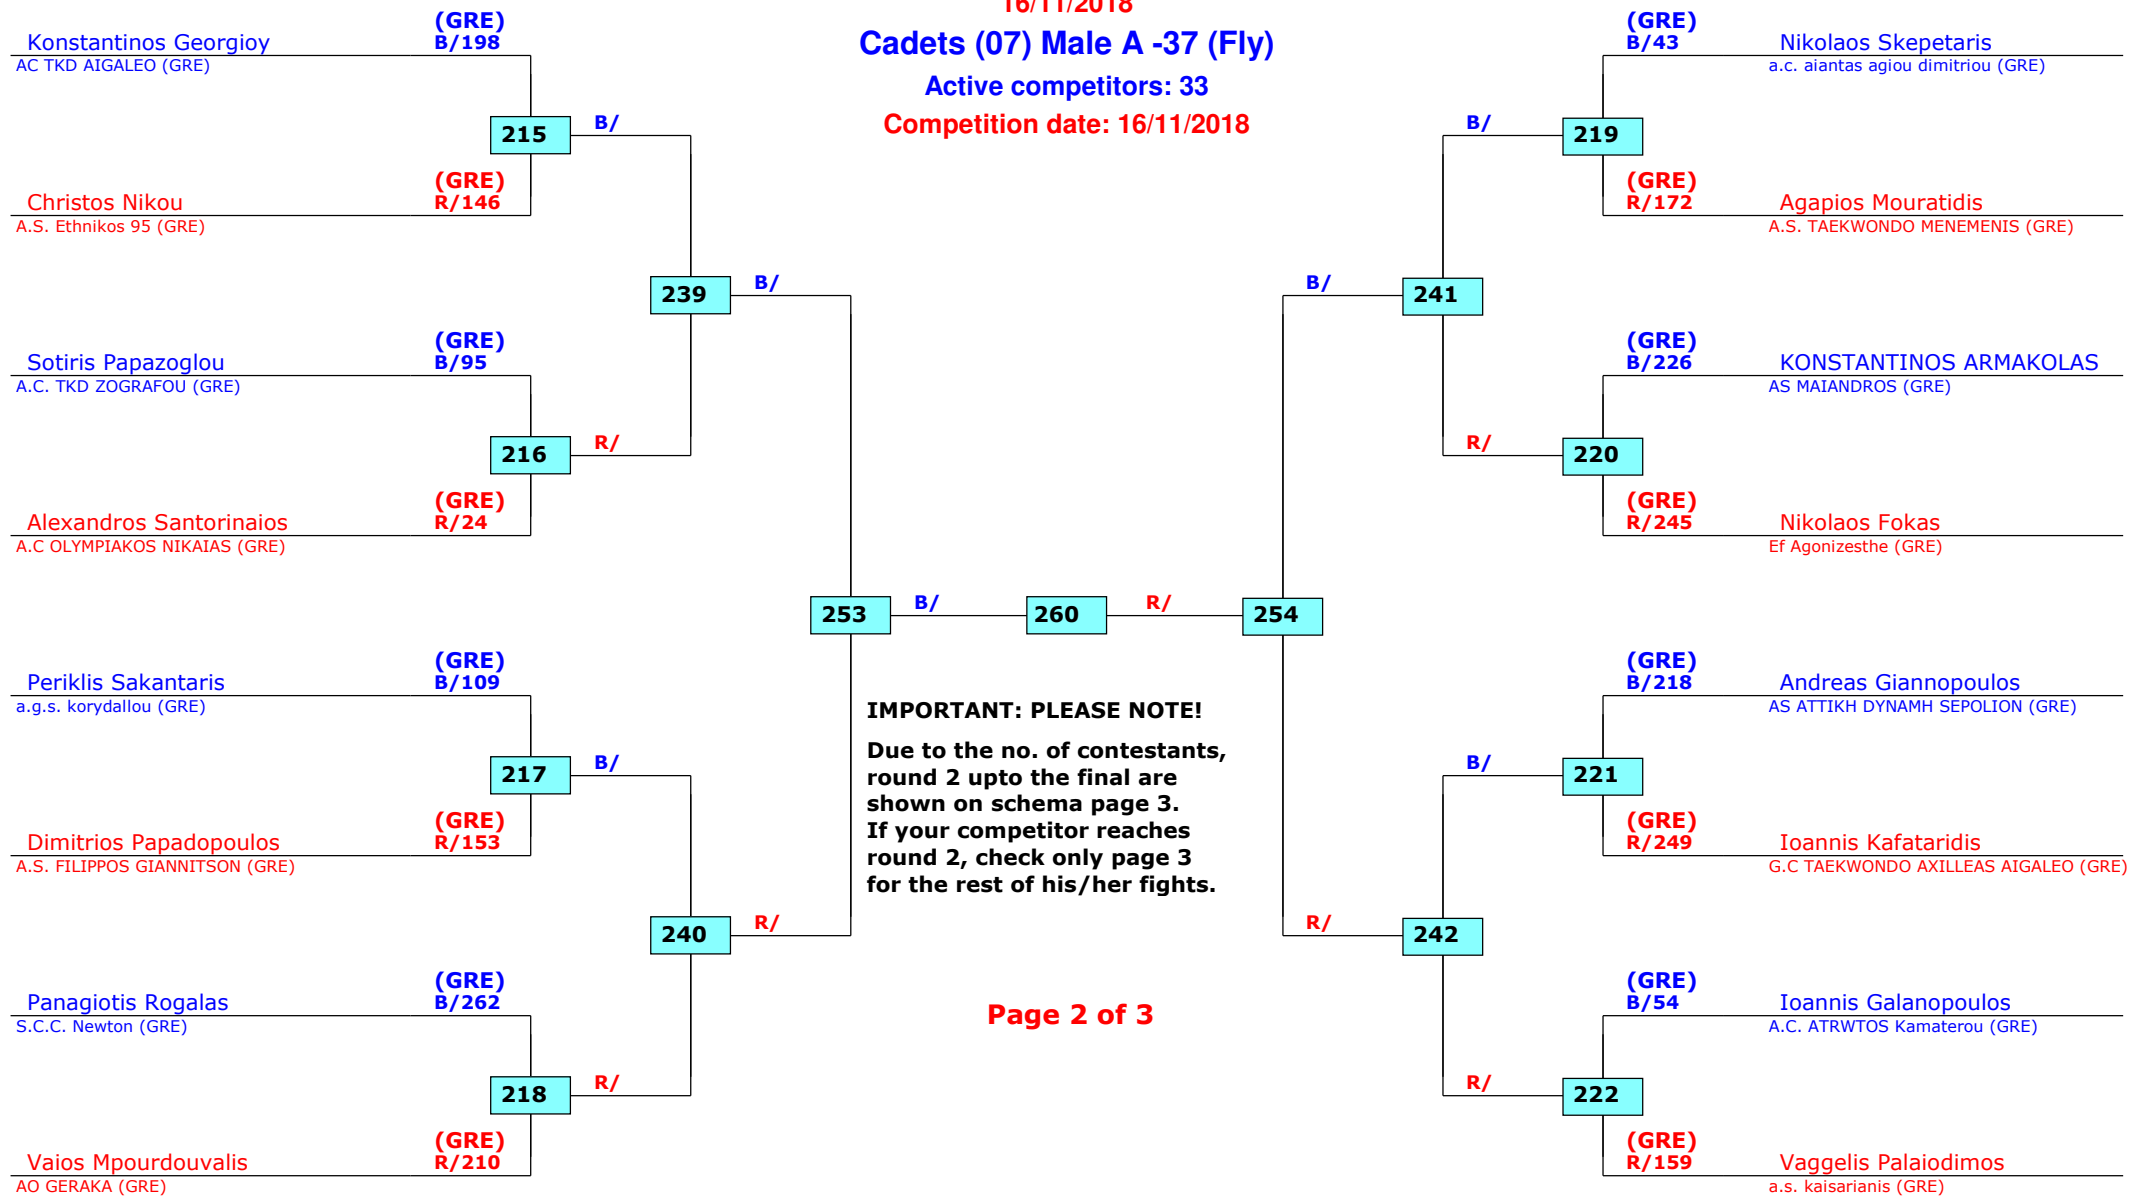 16/11/2018
Cadets (07) Male A -37 (Fly)
Active competitors: 33
Competition date: 16/11/2018
(GRE)
Konstantinos Georgioy B/198
AC TKD AIGALEO (GRE)
215 B/
(GRE)
Christos Nikou R/146
A.S. Ethnikos 95 (GRE)
239 B/
(GRE)
Sotiris Papazoglou B/95
A.C. TKD ZOGRAFOU (GRE)
216 R/
(GRE)
Alexandros Santorinaios R/24
A.C OLYMPIAKOS NIKAIAS (GRE)
253 B/ 260 R/ 254
(GRE)
Periklis Sakantaris B/109
a.g.s. korydallou (GRE)
217 B/
(GRE)
Dimitrios Papadopoulos R/153
A.S. FILIPPOS GIANNITSON (GRE)
240 R/
(GRE)
Panagiotis Rogalas B/262
S.C.C. Newton (GRE)
218 R/
(GRE)
Vaios Mpourdouvalis R/210
AO GERAKA (GRE)
IMPORTANT: PLEASE NOTE!
Due to the no. of contestants,
round 2 upto the final are
shown on schema page 3.
If your competitor reaches
round 2, check only page 3
for the rest of his/her fights.
Page 2 of 3
(GRE)
B/43 Nikolaos Skepetaris
a.c. aiantas agiou dimitriou (GRE)
B/ 219
(GRE)
R/172 Agapios Mouratidis
A.S. TAEKWONDO MENEMENIS (GRE)
B/ 241
(GRE)
B/226 KONSTANTINOS ARMAKOLAS
AS MAIANDROS (GRE)
R/ 220
(GRE)
R/245 Nikolaos Fokas
Ef Agonizesthe (GRE)
(GRE)
B/218 Andreas Giannopoulos
AS ATTIKH DYNAMH SEPOLION (GRE)
B/ 221
(GRE)
R/249 Ioannis Kafataridis
G.C TAEKWONDO AXILLEAS AIGALEO (GRE)
R/ 242
(GRE)
B/54 Ioannis Galanopoulos
A.C. ATRWTOS Kamaterou (GRE)
R/ 222
(GRE)
R/159 Vaggelis Palaiodimos
a.s. kaisarianis (GRE)